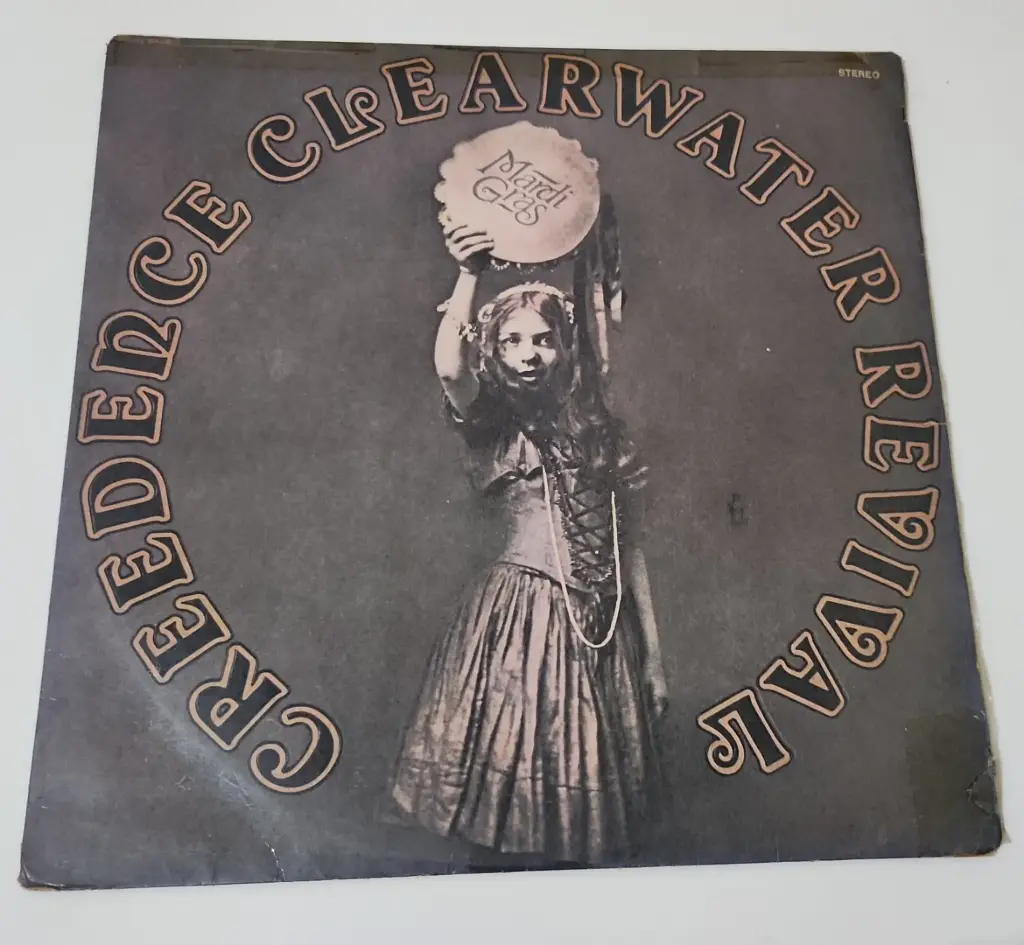 CREEDENCE CLEARWATER REVIVAL
STEREO
Mardi
Gras